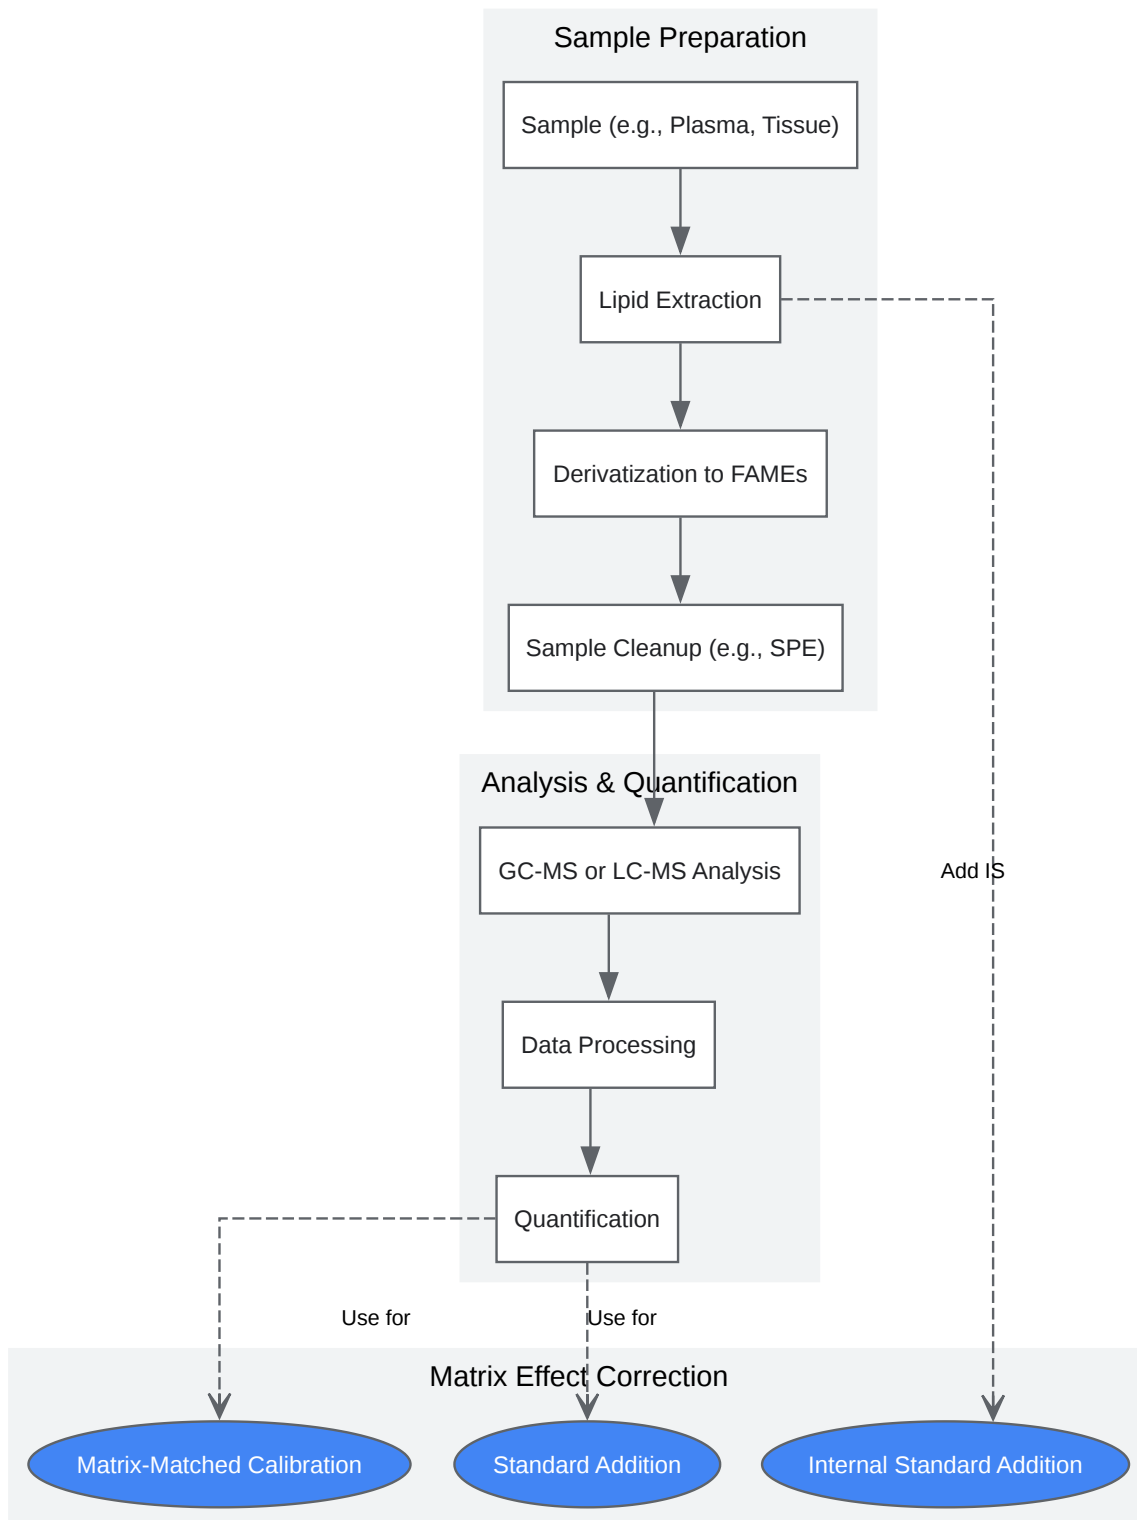 Sample Preparation
Sample (e.g., Plasma, Tissue)
Lipid Extraction
Derivatization to FAMEs
Sample Cleanup (e.g., SPE)
Analysis & Quantification
GC-MS or LC-MS Analysis
Add IS
Data Processing
Quantification
Use for
Use for
Matrix Effect Correction
Matrix-Matched Calibration
Standard Addition
Internal Standard Addition